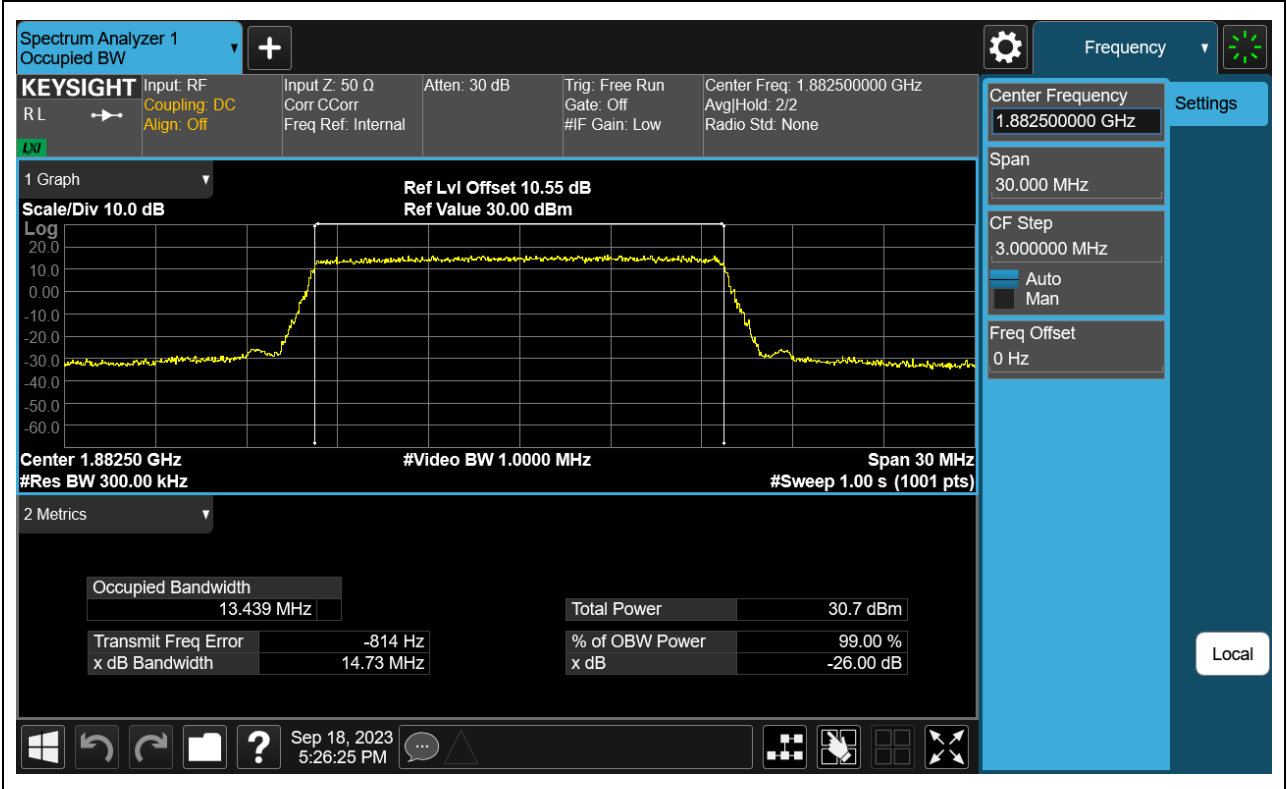 Spectrum Analyzer 1
Occupied BW
Frequency
KEYSIGHT
R L
LXI
Input: RF
Coupling: DC
Align: Off
Input Z: 50 Ω
Corr CCorr
Freq Ref: Internal
Atten: 30 dB
Trig: Free Run
Gate: Off
#IF Gain: Low
Center Freq: 1.882500000 GHz
Avg|Hold: 2/2
Radio Std: None
Center Frequency
1.882500000 GHz
Settings
Span
30.000 MHz
CF Step
3.000000 MHz
Auto
Man
Freq Offset
0 Hz
Local
1 Graph
Ref Lvl Offset 10.55 dB
Scale/Div 10.0 dB
Ref Value 30.00 dBm
Log
20.0
10.0
0.00
-10.0
-20.0
-30.0
-40.0
-50.0
-60.0
Center 1.88250 GHz
#Video BW 1.0000 MHz
Span 30 MHz
#Res BW 300.00 kHz
#Sweep 1.00 s (1001 pts)
2 Metrics
Occupied Bandwidth
13.439 MHz
Total Power 30.7 dBm
Transmit Freq Error -814 Hz
% of OBW Power 99.00 %
x dB Bandwidth 14.73 MHz
x dB -26.00 dB
?
Sep 18, 2023
5:26:25 PM